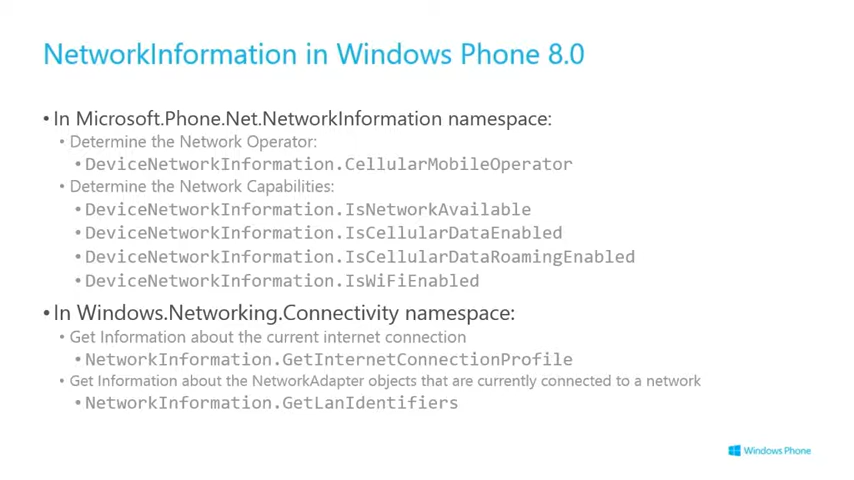 NetworkInformation in Windows Phone 8.0
• In Microsoft.Phone.Net.NetworkInformation namespace:
• Determine the Network Operator:
• DeviceNetworkInformation.CellularMobileOperator
• Determine the Network Capabilities:
• DeviceNetworkInformation.IsNetworkAvailable
• DeviceNetworkInformation.IsCellularDataEnabled
• DeviceNetworkInformation.IsCellularDataRoamingEnabled
• DeviceNetworkInformation.IsWiFiEnabled
• In Windows.Networking.Connectivity namespace:
• Get Information about the current internet connection
• NetworkInformation.GetInternetConnectionProfile
• Get Information about the NetworkAdapter objects that are currently connected to a network
• NetworkInformation.GetLanIdentifiers
Windows Phone